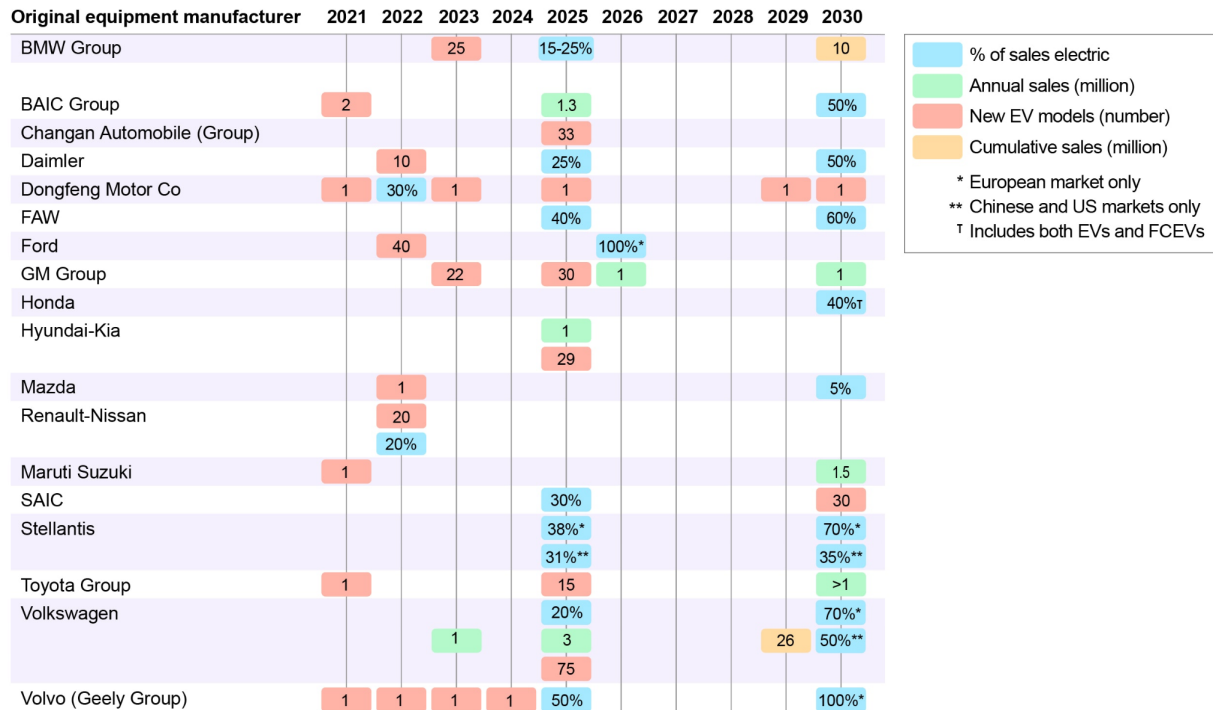 Original equipment manufacturer 2021 2022 2023 2024 2025 2026 2027 2028 2029 2030
BMW Group 25 15-25% 10
BAIC Group 2 1.3 50%
Changan Automobile (Group) 33
Daimler 10 25% 50%
Dongfeng Motor Co 1 30% 1 1 1 1
FAW 40% 60%
Ford 40 100%*
GM Group 22 30 1 1
Honda 40%т
Hyundai-Kia 1
29
Mazda 1 5%
Renault-Nissan 20
20%
Maruti Suzuki 1 1.5
SAIC 30% 30
Stellantis 38%* 70%*
31%** 35%**
Toyota Group 1 15 >1
Volkswagen 20% 70%*
1 3 26 50%**
75
Volvo (Geely Group) 1 1 1 1 50% 100%*
% of sales electric
Annual sales (million)
New EV models (number)
Cumulative sales (million)
* European market only
** Chinese and US markets only
т Includes both EVs and FCEVs